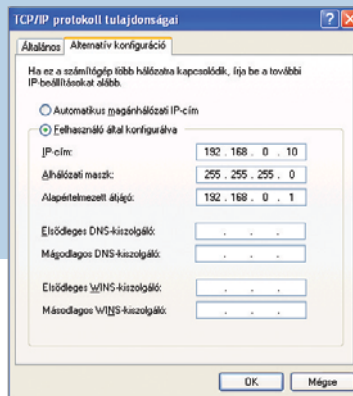 TCP/IP protokoll tulajdonságai
Általános
Alternatív konfiguráció
Ha ez a számítógép több hálózatra kapcsolódik, írja be a további
IP-beállításokat alább.
Automatikus magánhálózati IP-cím
Felhasználó által konfigurálva
IP-cím: 192 . 168 . 0 . 10
Alhálózati maszk: 255 . 255 . 255 . 0
Alapértelmezett átjáró: 192 . 168 . 0 . 1
Elsődleges DNS-kiszolgáló: . . .
Másodlagos DNS-kiszolgáló: . . .
Elsődleges WINS-kiszolgáló: . . .
Másodlagos WINS-kiszolgáló: . . .
OK
Mégse